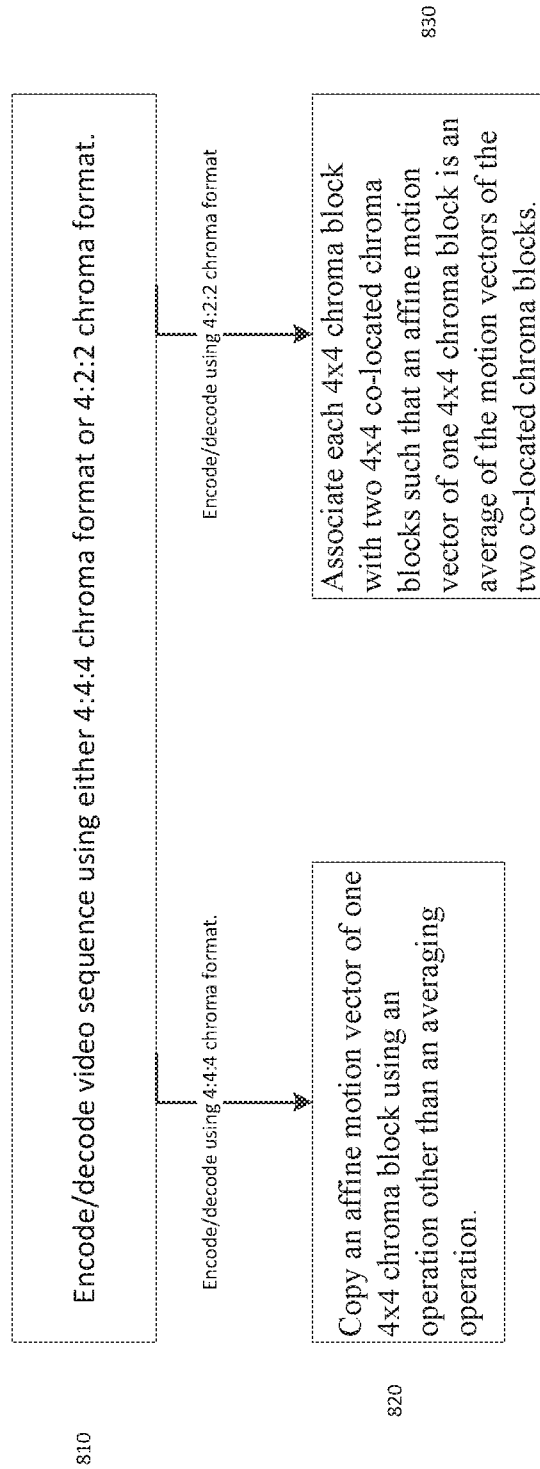 810
Encode/decode video sequence using either 4:4:4 chroma format or 4:2:2 chroma format.
Encode/decode using 4:4:4 chroma format.
Encode/decode using 4:2:2 chroma format
820
Copy an affine motion vector of one
4x4 chroma block using an
operation other than an averaging
operation.
Associate each 4x4 chroma block
with two 4x4 co-located chroma
blocks such that an affine motion
vector of one 4x4 chroma block is an
average of the motion vectors of the
two co-located chroma blocks.
830